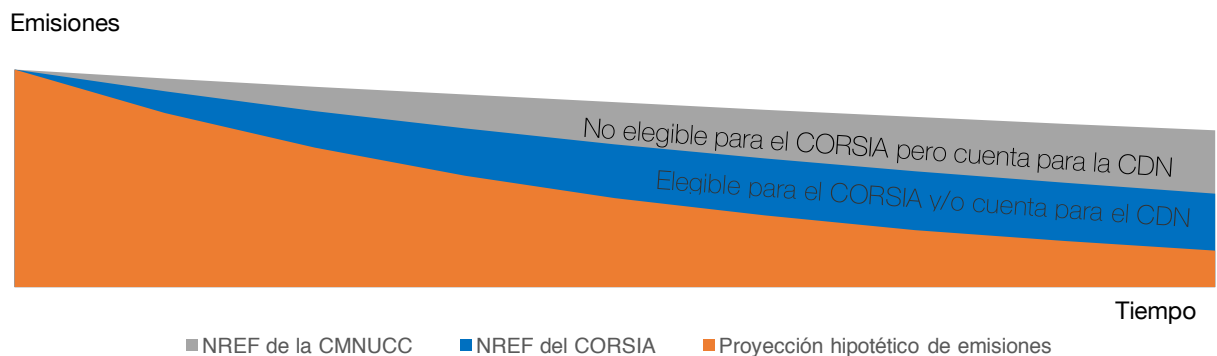 Emisiones
No elegible para el CORSIA pero cuenta para la CDN
Elegible para el CORSIA y/o cuenta para el CDN
Tiempo
NREF de la CMNUCC NREF del CORSIA Proyección hipotético de emisiones